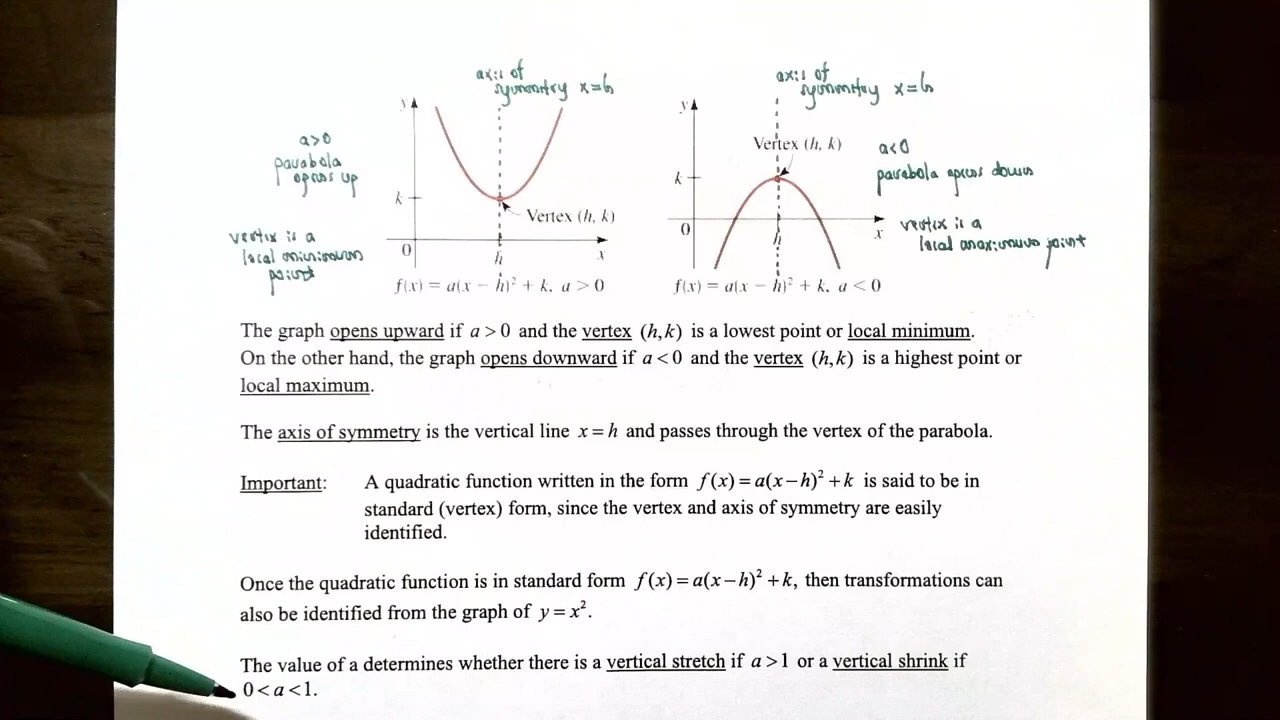 axis of
symmetry x=h
axis of
symmetry x=h
a>0
parabola
opens up
vertex is a
local minimum
point
y
k
0
h
x
Vertex (h, k)
f(x) = a(x − h)² + k, a > 0
y
Vertex (h, k)
k
0
h
x
f(x) = a(x − h)² + k, a < 0
a<0
parabola opens down
vertex is a
local maximum point
The graph opens upward if a > 0 and the vertex (h,k) is a lowest point or local minimum.
On the other hand, the graph opens downward if a < 0 and the vertex (h,k) is a highest point or
local maximum.
The axis of symmetry is the vertical line x = h and passes through the vertex of the parabola.
Important: A quadratic function written in the form f(x) = a(x−h)² + k is said to be in
standard (vertex) form, since the vertex and axis of symmetry are easily
identified.
Once the quadratic function is in standard form f(x) = a(x−h)² + k, then transformations can
also be identified from the graph of y = x².
The value of a determines whether there is a vertical stretch if a > 1 or a vertical shrink if
0 < a < 1.